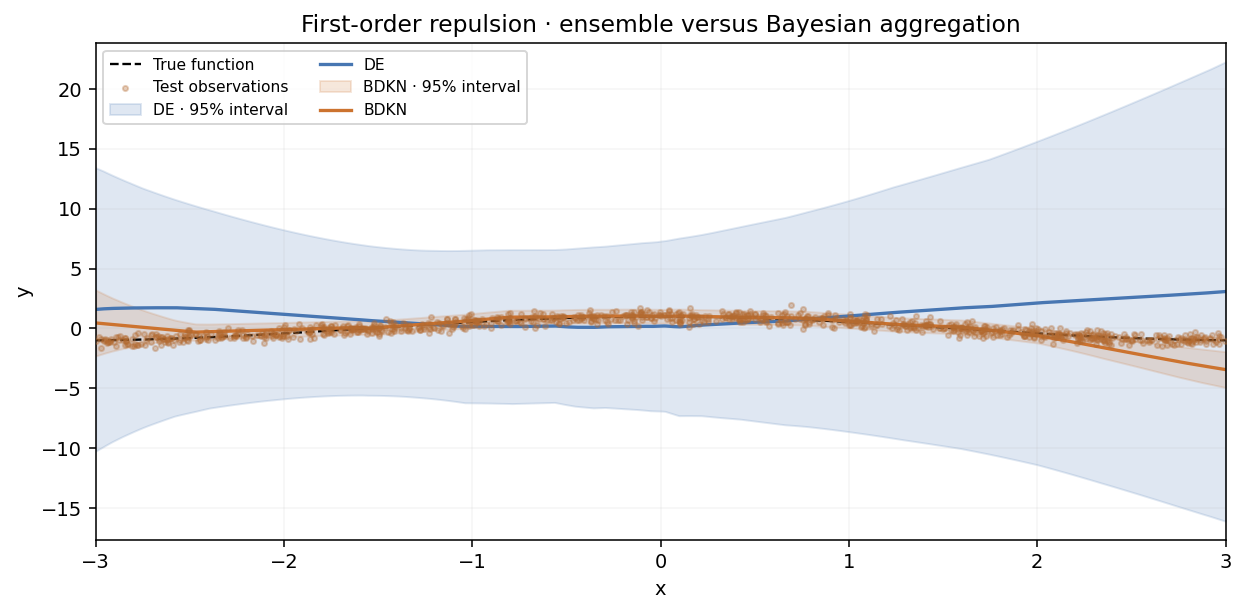 First-order repulsion · ensemble versus Bayesian aggregation
True function
Test observations
DE · 95% interval
DE
BDKN · 95% interval
BDKN
20
15
10
5
0
−5
−10
−15
y
−3
−2
−1
0
1
2
3
x